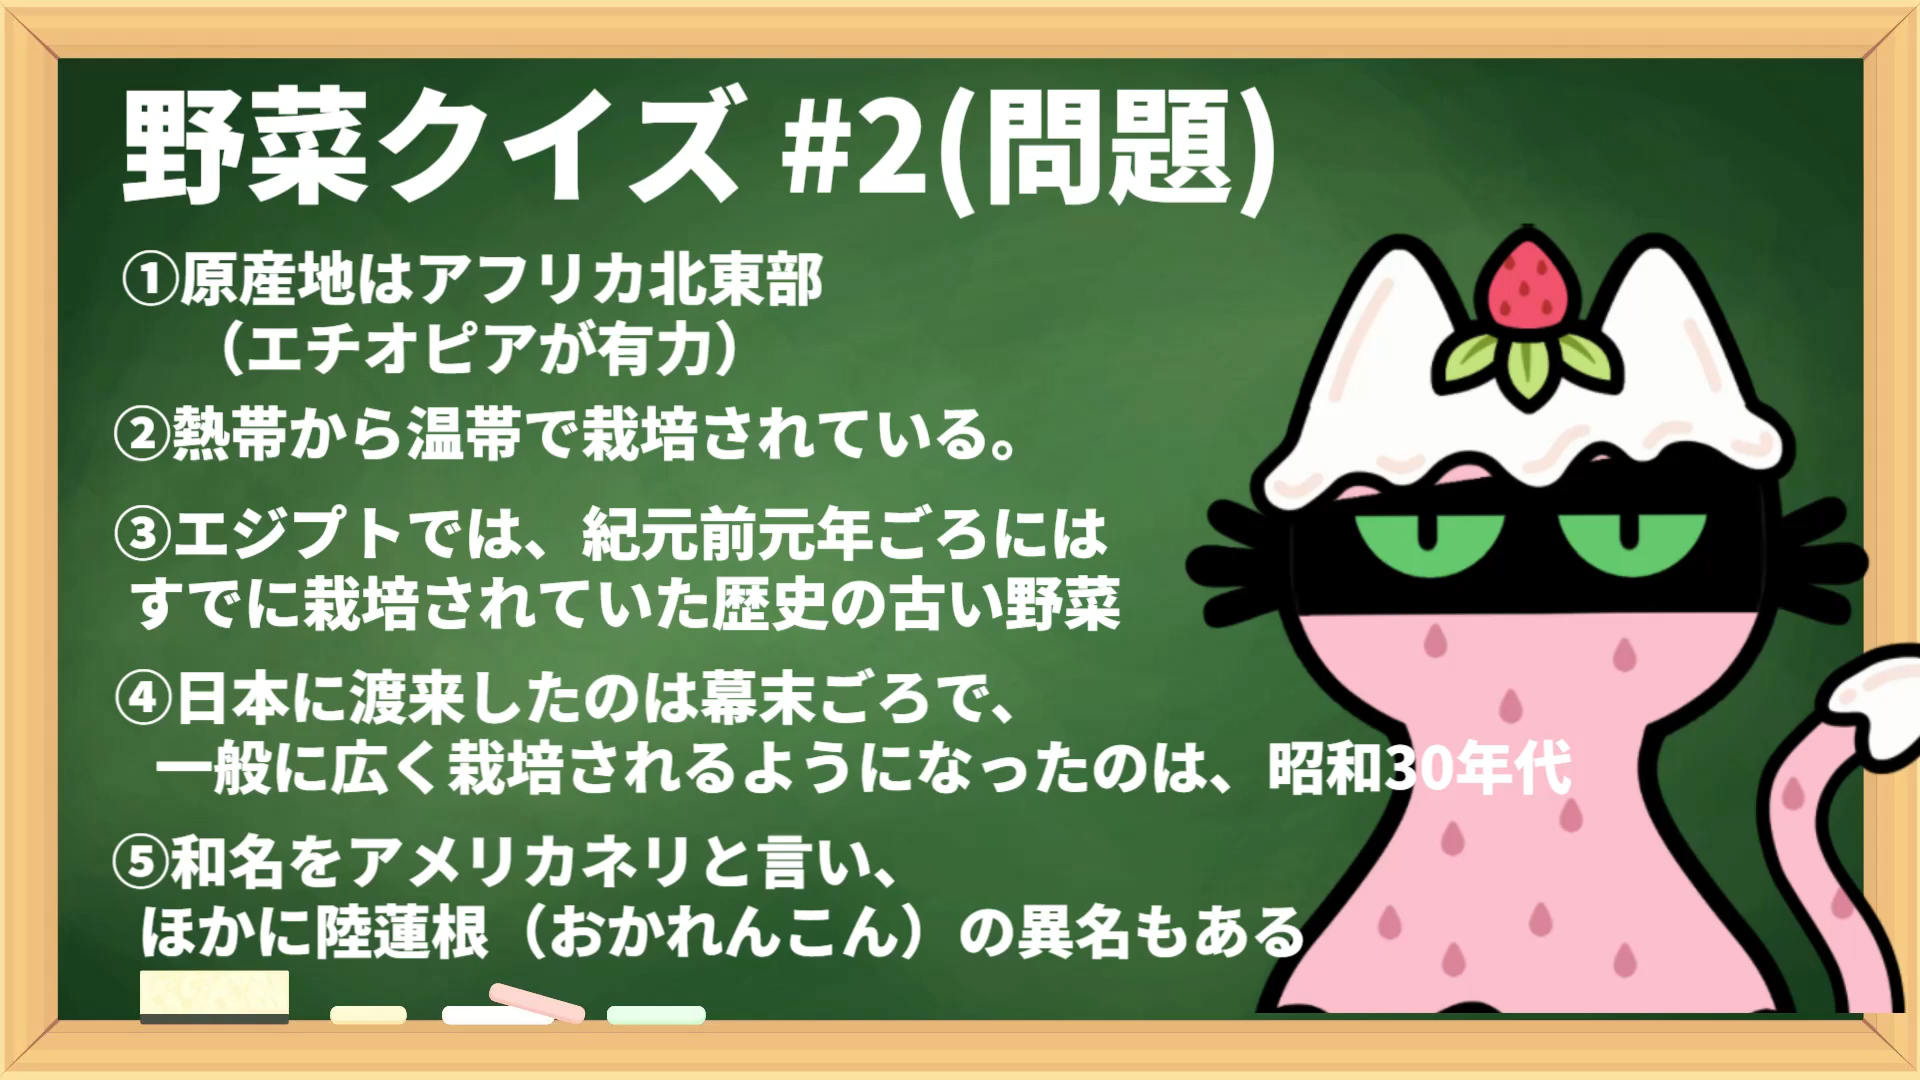 野菜クイズ #2(問題)
①原産地はアフリカ北東部
（エチオピアが有力）
②熱帯から温帯で栽培されている。
③エジプトでは、紀元前元年ごろには
すでに栽培されていた歴史の古い野菜
④日本に渡来したのは幕末ごろで、
一般に広く栽培されるようになったのは、昭和30年代
⑤和名をアメリカネリと言い、
ほかに陸蓮根（おかれんこん）の異名もある